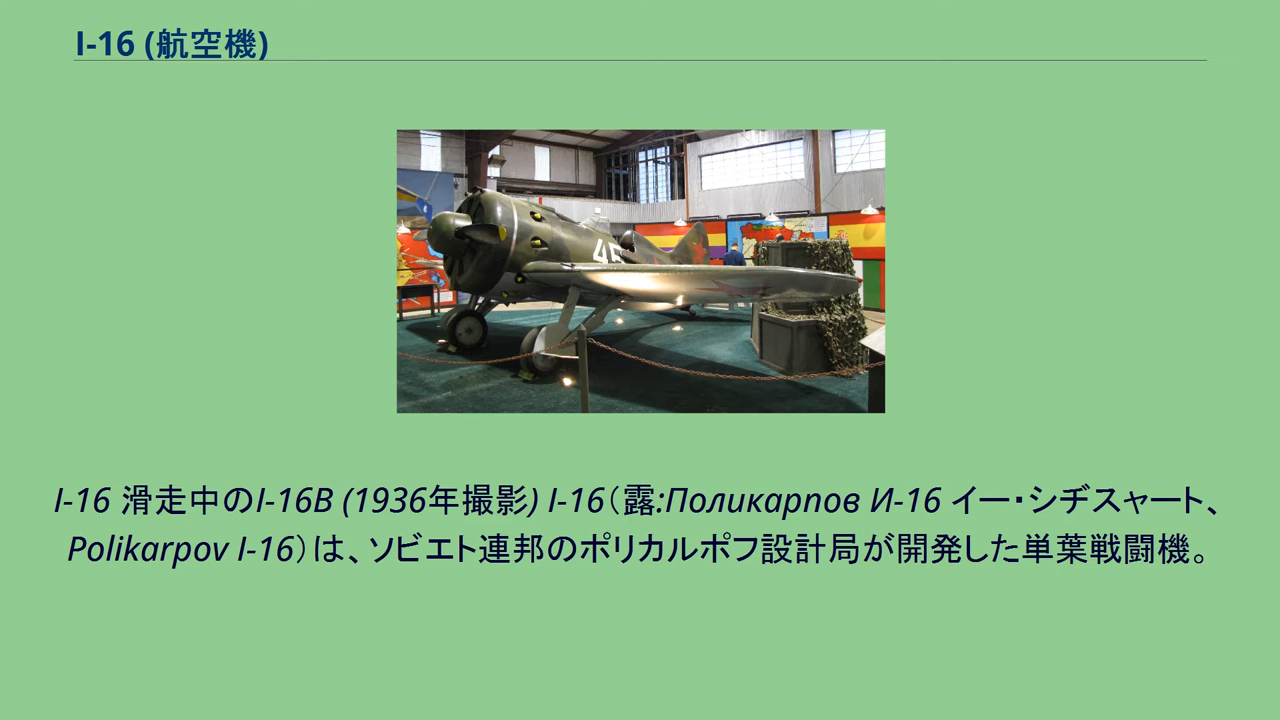 I-16 (航空機)
45
I-16 滑走中のI-16B (1936年撮影) I-16（露:Поликарпов И-16 イー・シヂスャート、
Polikarpov I-16）は、ソビエト連邦のポリカルポフ設計局が開発した単葉戦闘機。